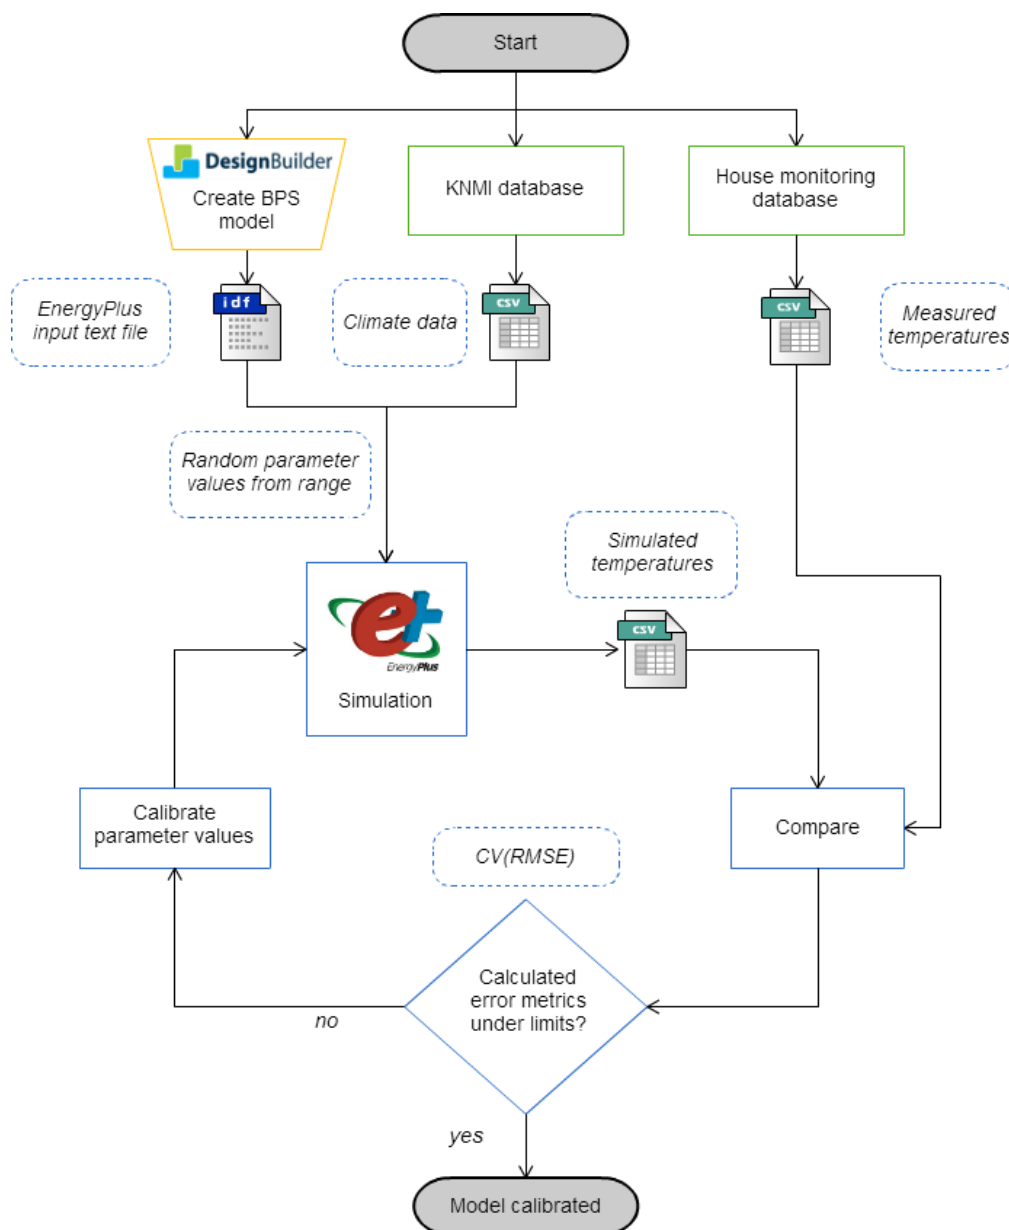 Start
DesignBuilder
Create BPS
model
KNMI database
House monitoring
database
EnergyPlus
input text file
idf
Climate data
csv
csv
Measured
temperatures
Random parameter
values from range
Simulated
temperatures
e+
EnergyPlus
Simulation
csv
Calibrate
parameter values
Compare
CV(RMSE)
Calculated
error metrics
under limits?
no
yes
Model calibrated